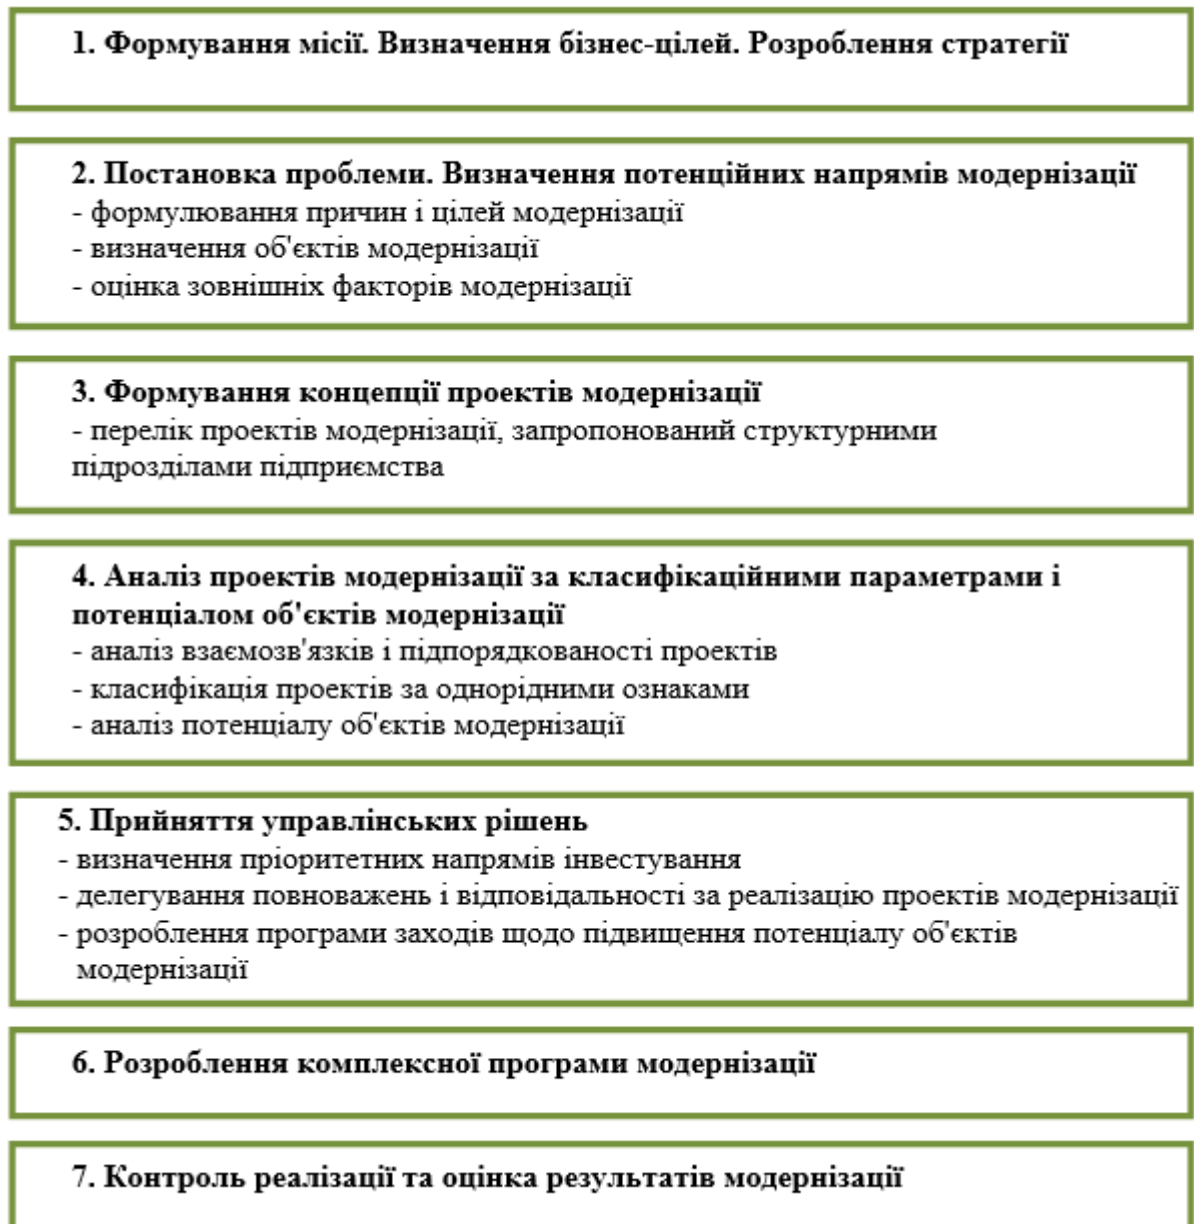 1. Формування місії. Визначення бізнес-цілей. Розроблення стратегії
2. Постановка проблеми. Визначення потенційних напрямів модернізації
- формулювання причин і цілей модернізації
- визначення об'єктів модернізації
- оцінка зовнішніх факторів модернізації
3. Формування концепції проектів модернізації
- перелік проектів модернізації, запропонований структурними
підрозділами підприємства
4. Аналіз проектів модернізації за класифікаційними параметрами і
потенціалом об'єктів модернізації
- аналіз взаємозв'язків і підпорядкованості проектів
- класифікація проектів за однорідними ознаками
- аналіз потенціалу об'єктів модернізації
5. Прийняття управлінських рішень
- визначення пріоритетних напрямів інвестування
- делегування повноважень і відповідальності за реалізацію проектів модернізації
- розроблення програми заходів щодо підвищення потенціалу об'єктів
модернізації
6. Розроблення комплексної програми модернізації
7. Контроль реалізації та оцінка результатів модернізації